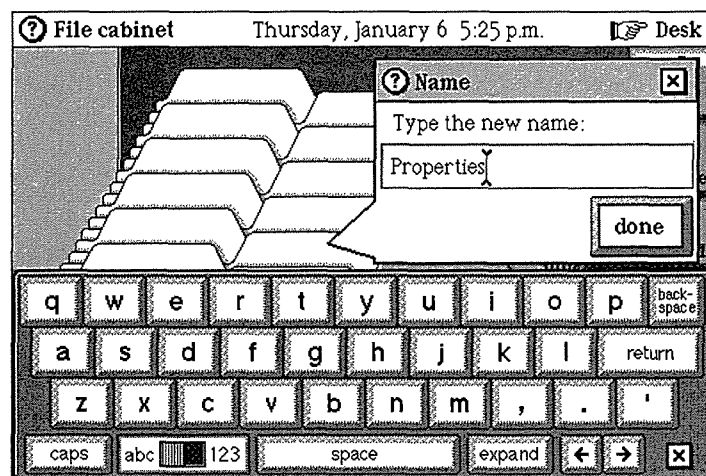 ? File cabinet Thursday, January 6 5:25 p.m. Desk
? Name X
Type the new name:
Properties
done
q w e r t y u i o p back-
space
a s d f g h j k l return
z x c v b n m , . '
caps abc 123 space expand ← → X